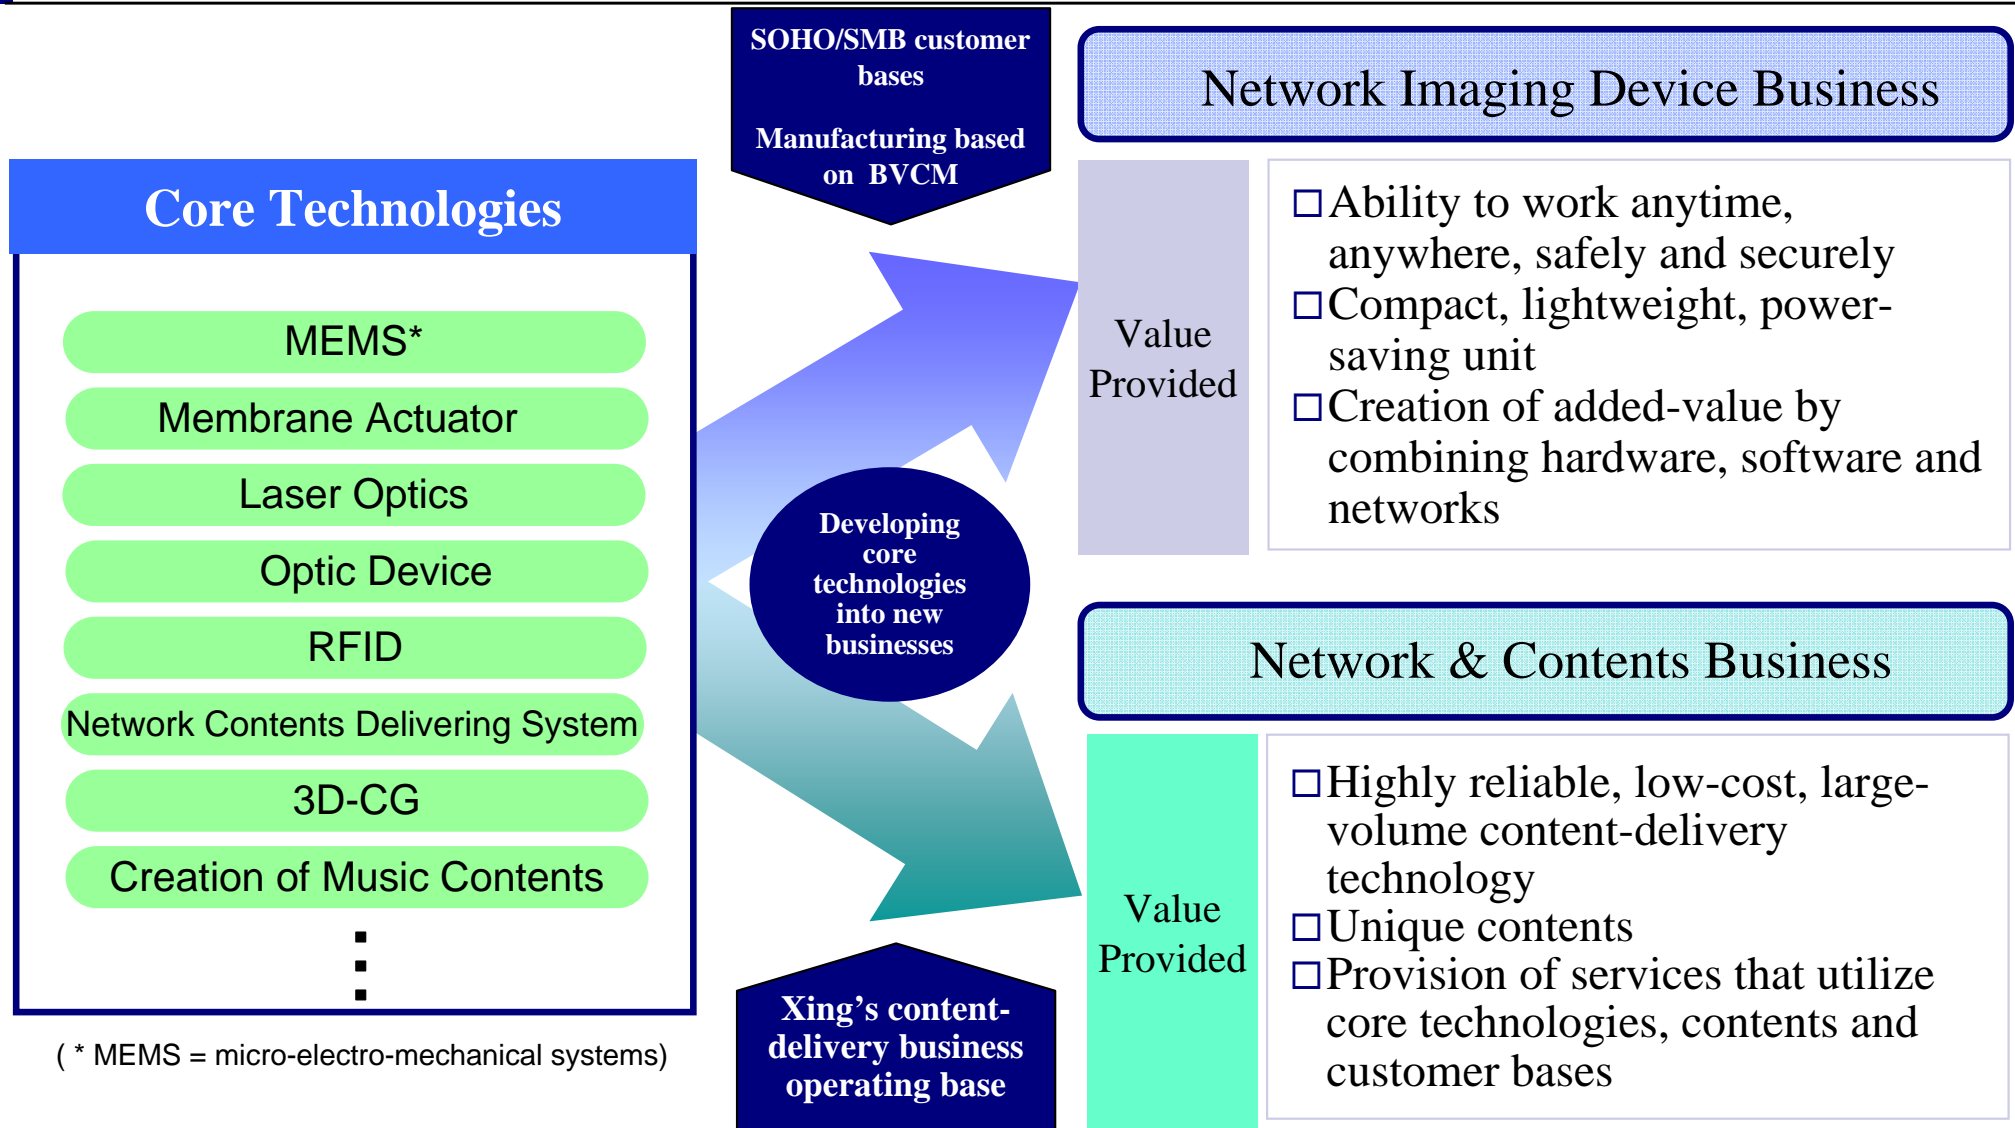 SOHO/SMB customer
bases
Manufacturing based
on BVCM
Core Technologies
MEMS*
Membrane Actuator
Laser Optics
Optic Device
RFID
Network Contents Delivering System
3D-CG
Creation of Music Contents
( * MEMS = micro-electro-mechanical systems)
Developing
core
technologies
into new
businesses
Xing’s content-
delivery business
operating base
Network Imaging Device Business
Value
Provided
□Ability to work anytime,
anywhere, safely and securely
□Compact, lightweight, power-
saving unit
□Creation of added-value by
combining hardware, software and
networks
Network & Contents Business
Value
Provided
□Highly reliable, low-cost, large-
volume content-delivery
technology
□Unique contents
□Provision of services that utilize
core technologies, contents and
customer bases